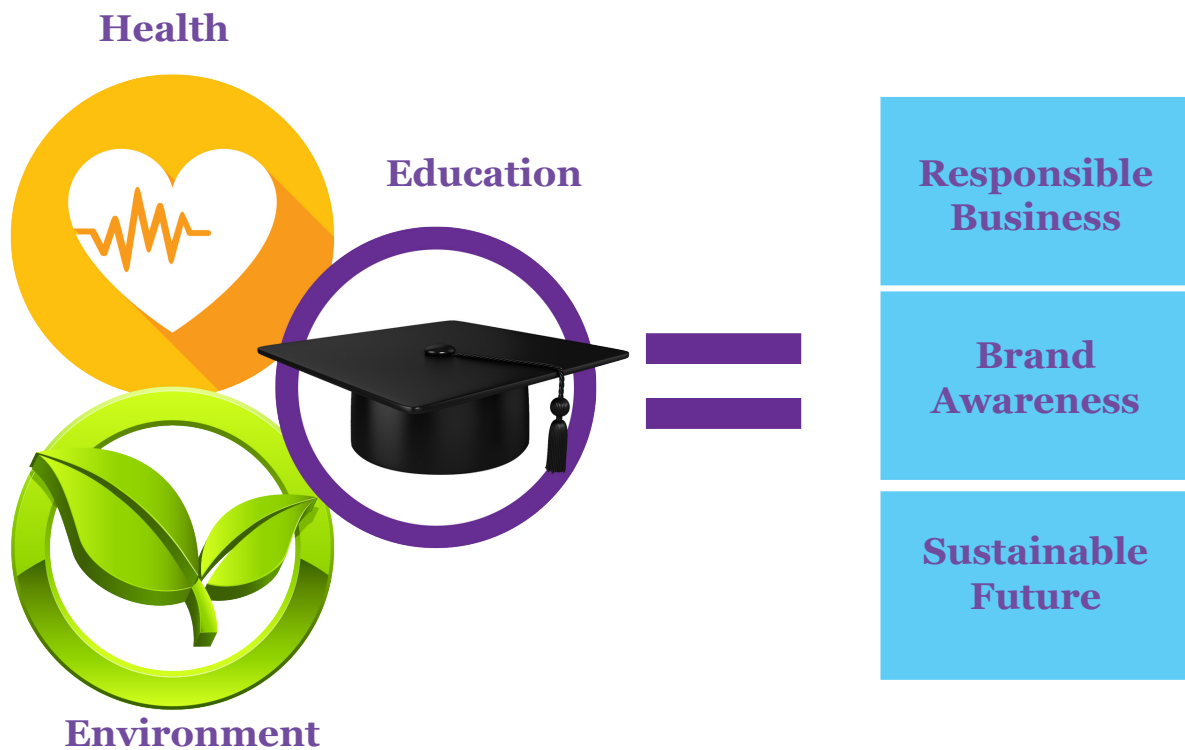 Health
Education
Environment
Responsible
Business
Brand
Awareness
Sustainable
Future